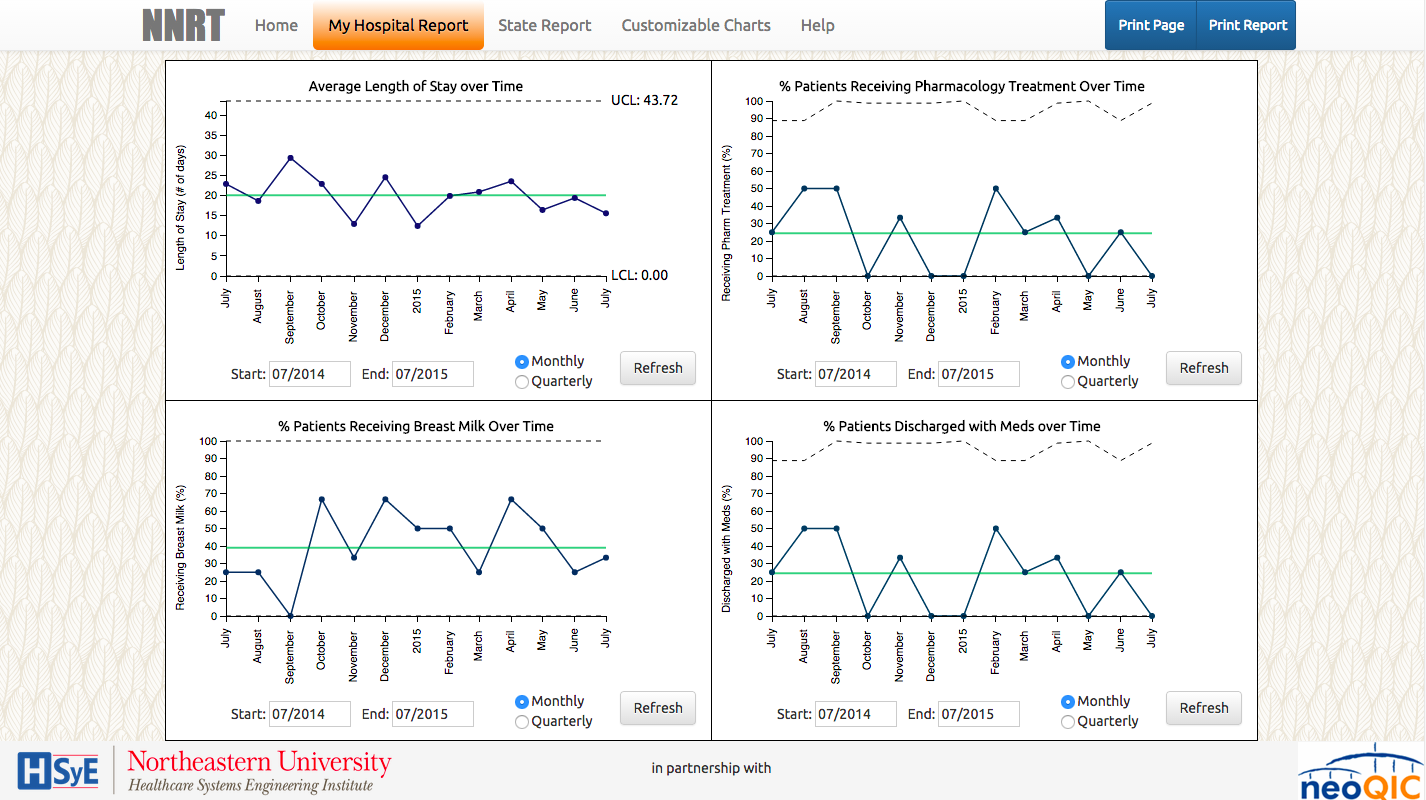 NNRT Home My Hospital Report State Report Customizable Charts Help Print Page Print Report
Average Length of Stay over Time
UCL: 43.72
40
35
30
25
20
15
10
5
0
Length of Stay (# of days)
LCL: 0.00
July August September October November December 2015 February March April May June July
Start: 07/2014 End: 07/2015 Monthly Quarterly Refresh
% Patients Receiving Pharmacology Treatment Over Time
100
90
80
70
60
50
40
30
20
10
0
Receiving Pharm Treatment (%)
July August September October November December 2015 February March April May June July
Start: 07/2014 End: 07/2015 Monthly Quarterly Refresh
% Patients Receiving Breast Milk Over Time
100
90
80
70
60
50
40
30
20
10
0
Receiving Breast Milk (%)
July August September October November December 2015 February March April May June July
Start: 07/2014 End: 07/2015 Monthly Quarterly Refresh
% Patients Discharged with Meds over Time
100
90
80
70
60
50
40
30
20
10
0
Discharged with Meds (%)
July August September October November December 2015 February March April May June July
Start: 07/2014 End: 07/2015 Monthly Quarterly Refresh
HSyE
Northeastern University
Healthcare Systems Engineering Institute
in partnership with
neoQIC